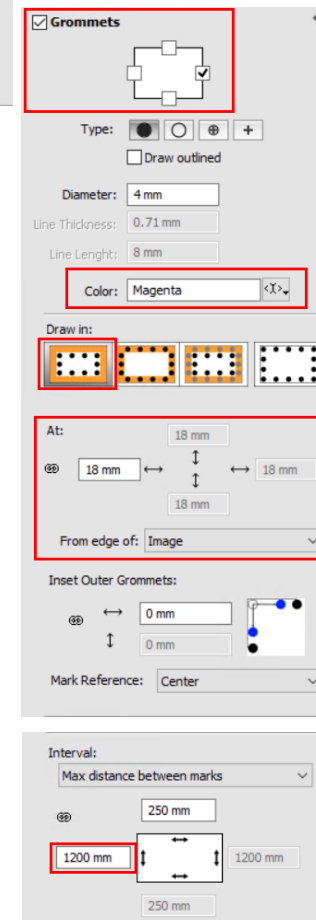 Grommets
Type:
Draw outlined
Diameter: 4 mm
Line Thickness: 0.71 mm
Line Lenght: 8 mm
Color: Magenta <I>
Draw in:
At:
18 mm
18 mm 18 mm
18 mm
From edge of: Image
Inset Outer Grommets:
0 mm
0 mm
Mark Reference: Center
Interval:
Max distance between marks
250 mm
1200 mm 1200 mm
250 mm